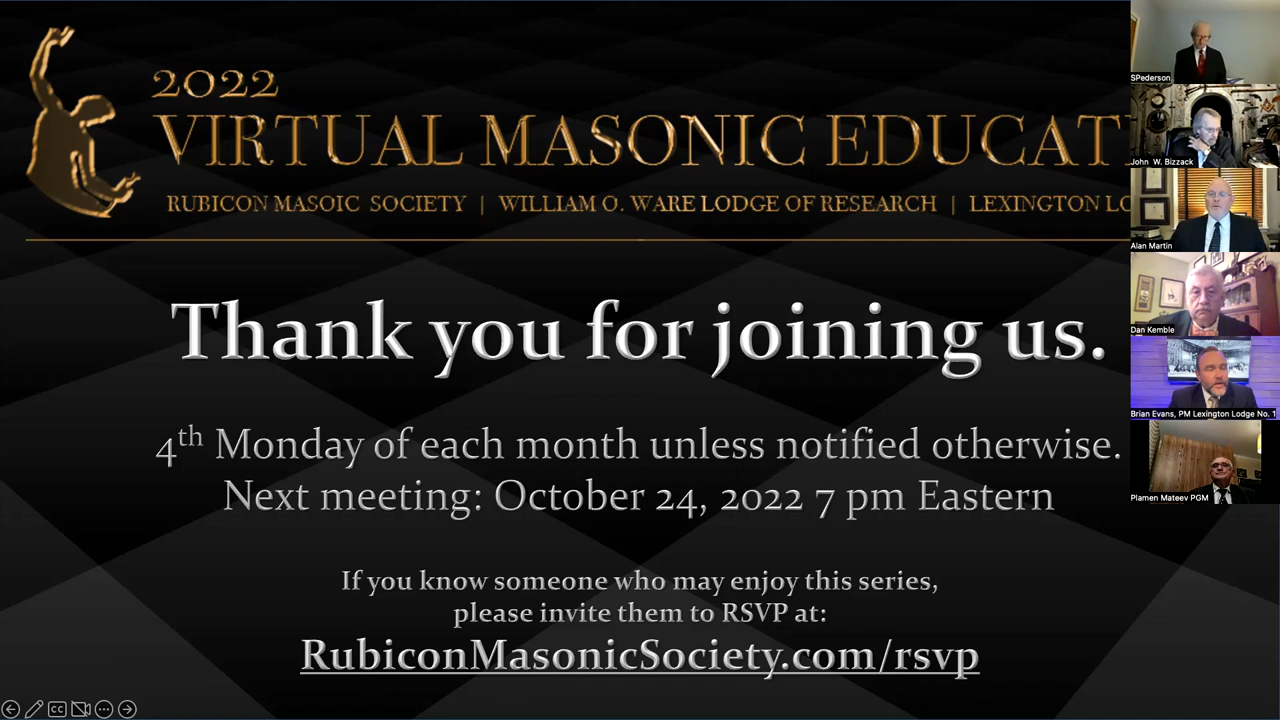 2022
VIRTUAL MASONIC EDUCAT
RUBICON MASOIC SOCIETY | WILLIAM O. WARE LODGE OF RESEARCH | LEXINGTON LO
Thank you for joining us.
4th Monday of each month unless notified otherwise.
Next meeting: October 24, 2022 7 pm Eastern
If you know someone who may enjoy this series,
please invite them to RSVP at:
RubiconMasonicSociety.com/rsvp
SPederson
John W. Bizzack
Alan Martin
Dan Kemble
Brian Evans, PM Lexington Lodge No. 1
Plamen Mateev PGM
CC